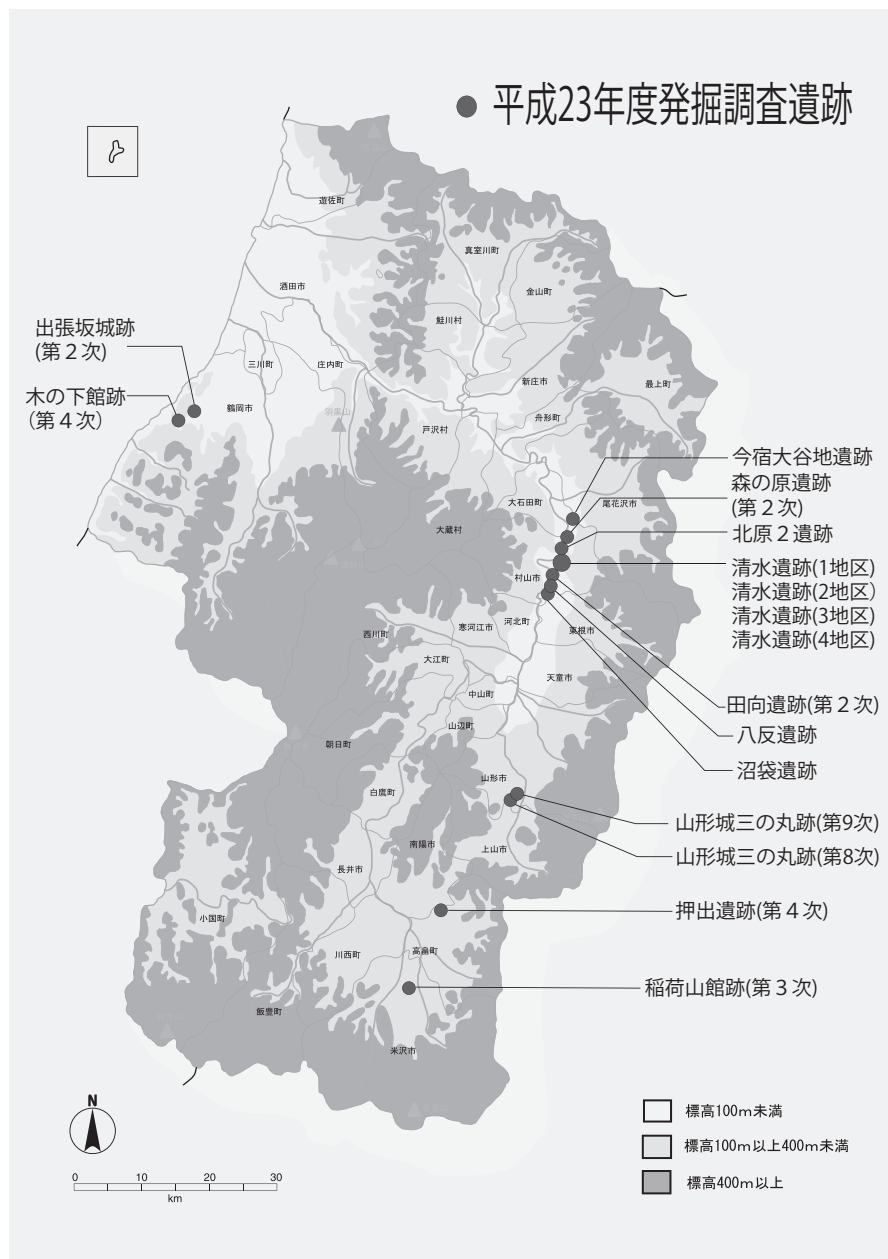 ● 平成23年度発掘調査遺跡
遊佐町
真室川町
酒田市
金山町
鮭川村
出張坂城跡
(第２次)
三川町
庄内町
新庄市
最上町
木の下館跡
（第４次）
鶴岡市
羽黒山
舟形町
戸沢村
今宿大谷地遺跡
森の原遺跡
(第２次)
大石田町
尾花沢市
大蔵村
北原２遺跡
村山市
清水遺跡(1地区)
清水遺跡(2地区）
清水遺跡(3地区)
清水遺跡(4地区)
西川町
寒河江市
河北町
東根市
大江町
天童市
中山町
田向遺跡(第２次)
山辺町
八反遺跡
朝日町
沼袋遺跡
山形市
白鷹町
山形城三の丸跡(第9次)
南陽市
上山市
山形城三の丸跡(第8次)
長井市
押出遺跡(第４次)
小国町
川西町
高畠町
稲荷山館跡(第３次)
飯豊町
米沢市
N
標高100m未満
標高100m以上400m未満
標高400m以上
0 10 20 30
km